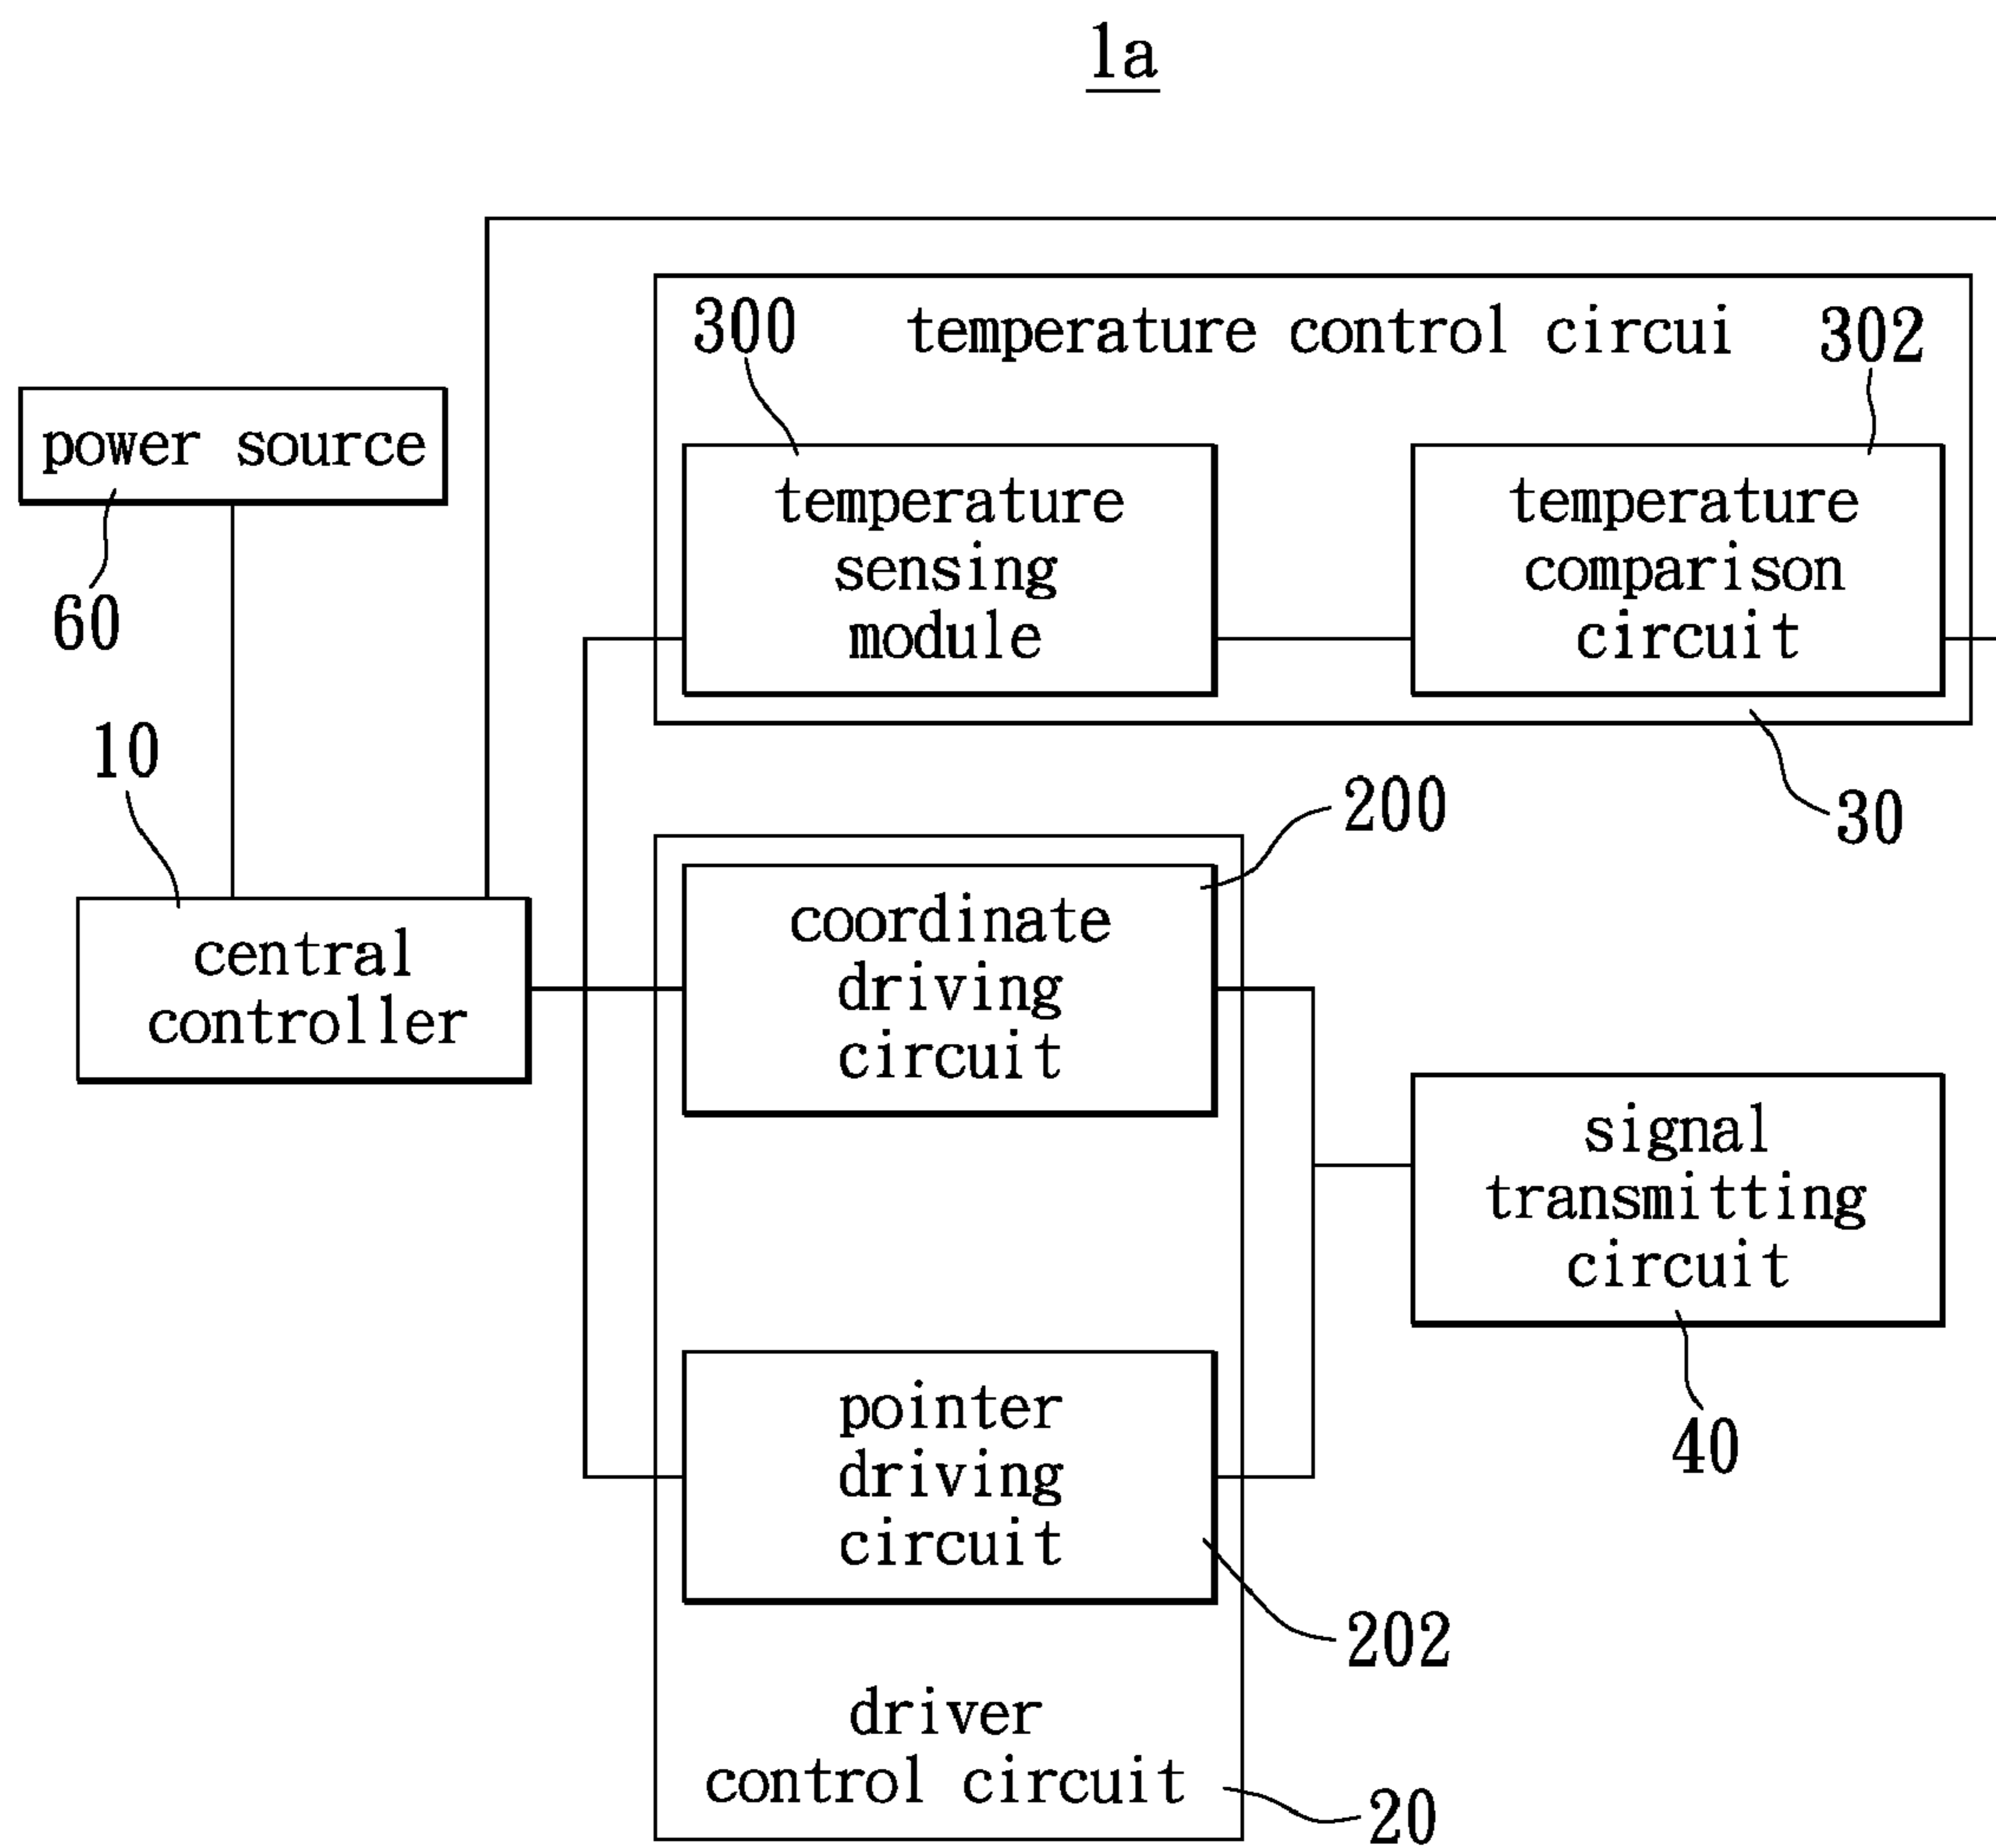 1a
300
temperature control circui
302
power source
temperature
sensing
module
temperature
comparison
circuit
60
10
30
200
central
controller
coordinate
driving
circuit
signal
transmitting
circuit
40
pointer
driving
circuit
202
driver
control circuit
20